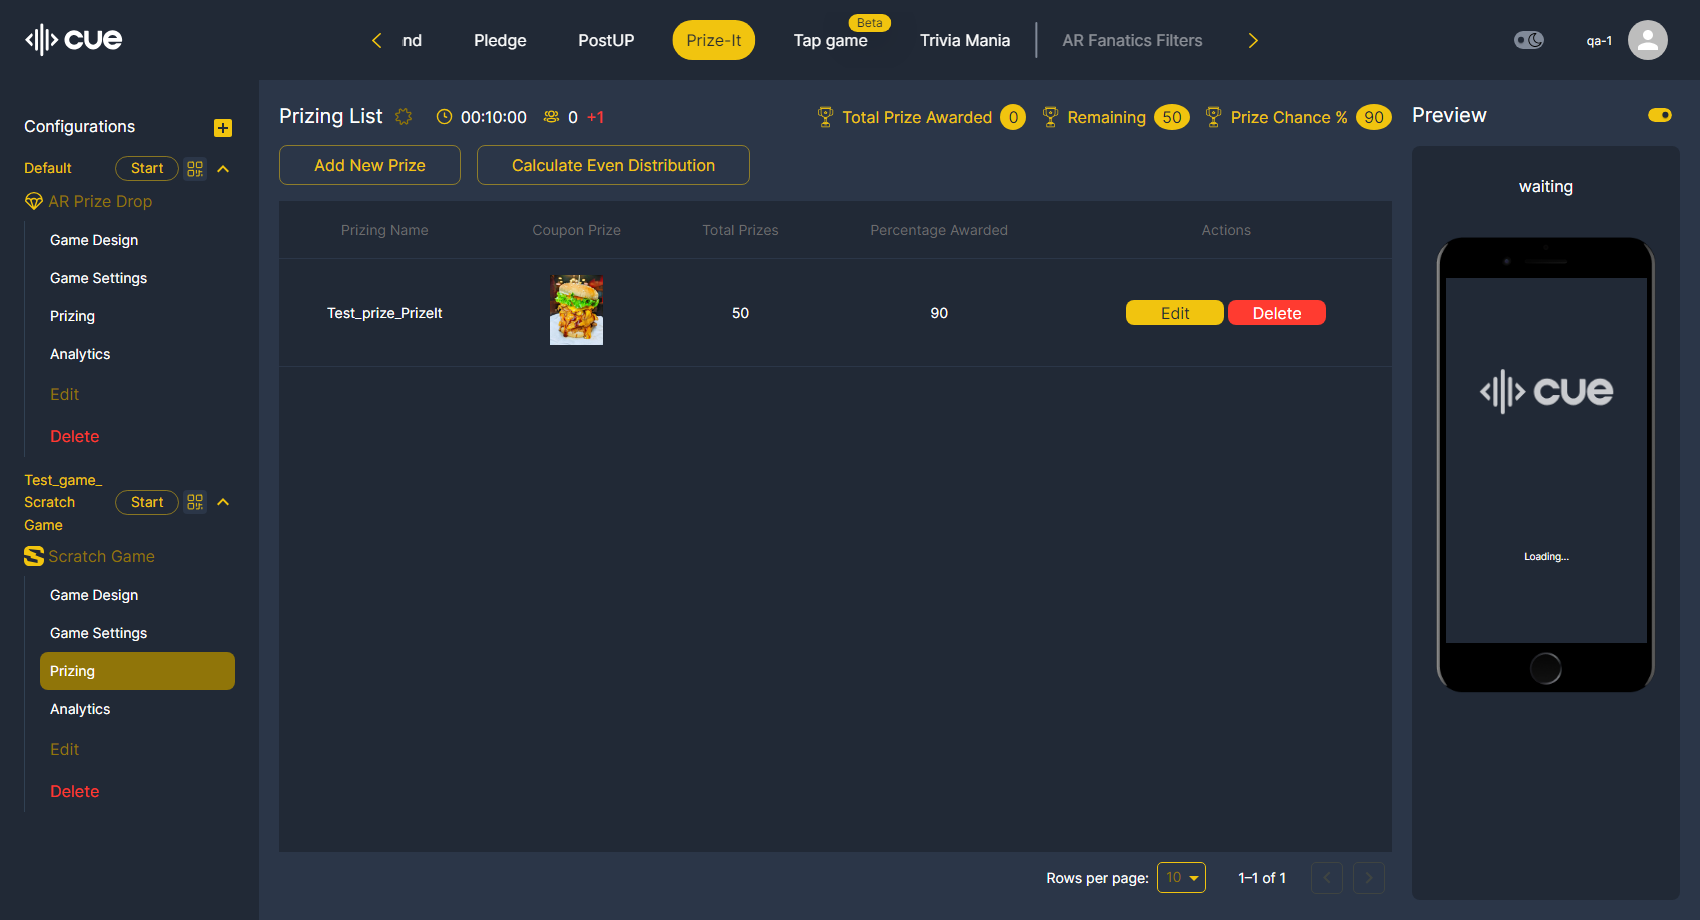 cue
nd
Pledge
PostUP
Prize-It
Beta
Tap game
Trivia Mania
AR Fanatics Filters
qa-1
Configurations
Default
Start
AR Prize Drop
Game Design
Game Settings
Prizing
Analytics
Edit
Delete
Test_game_
Scratch
Game
Start
Scratch Game
Game Design
Game Settings
Prizing
Analytics
Edit
Delete
Prizing List
00:10:00
0 +1
Total Prize Awarded 0
Remaining 50
Prize Chance % 90
Add New Prize
Calculate Even Distribution
Prizing Name
Coupon Prize
Total Prizes
Percentage Awarded
Actions
Test_prize_PrizeIt
50
90
Edit
Delete
Rows per page: 10
1–1 of 1
Preview
waiting
cue
Loading...